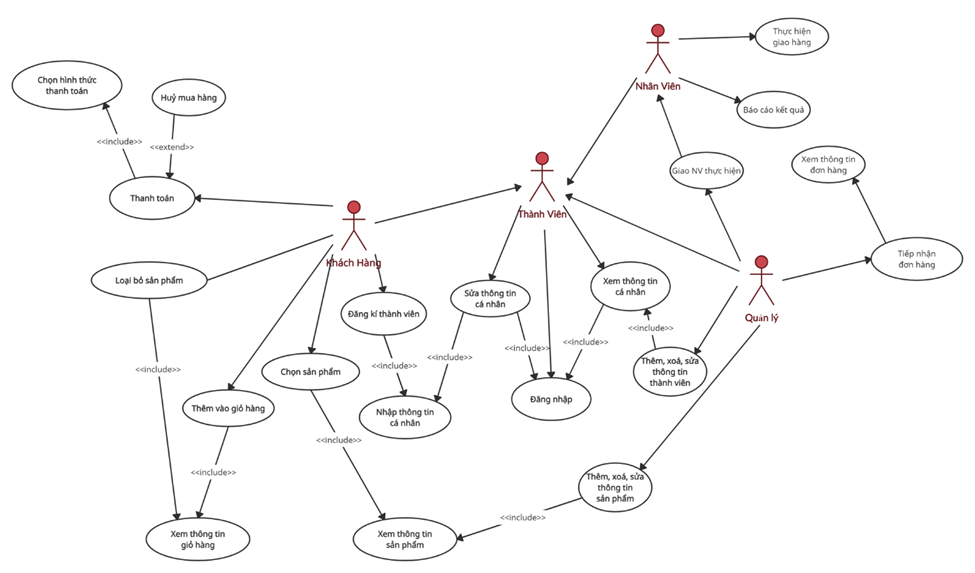 Thực hiện
giao hàng
Chọn hình thức
thanh toán
Huỷ mua hàng
Nhân Viên
Báo cáo kết quả
<<include>>
<<extend>>
Giao NV thực hiện
Xem thông tin
đơn hàng
Thanh toán
Thành Viên
Khách Hàng
Tiếp nhận
đơn hàng
Loại bỏ sản phẩm
Sửa thông tin
cá nhân
Xem thông tin
cá nhân
Đăng kí thành viên
Quản lý
<<include>>
<<include>>
<<include>>
<<include>>
<<include>>
<<include>>
Chọn sản phẩm
Thêm, xoá, sửa
thông tin
thành viên
Thêm vào giỏ hàng
Nhập thông tin
cá nhân
Đăng nhập
<<include>>
<<include>>
Thêm, xoá, sửa
thông tin
sản phẩm
<<include>>
Xem thông tin
giỏ hàng
Xem thông tin
sản phẩm